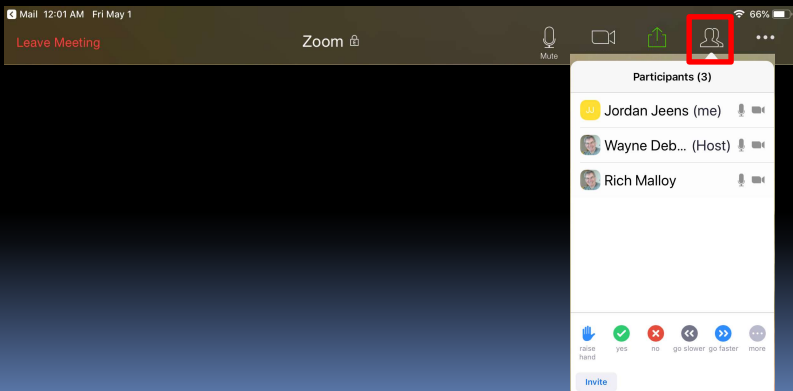 Mail 12:01 AM Fri May 1
66%
Leave Meeting
Zoom
Mute
Participants (3)
JJ
Jordan Jeens (me)
Wayne Deb... (Host)
Rich Malloy
raise hand
yes
no
go slower
go faster
more
Invite